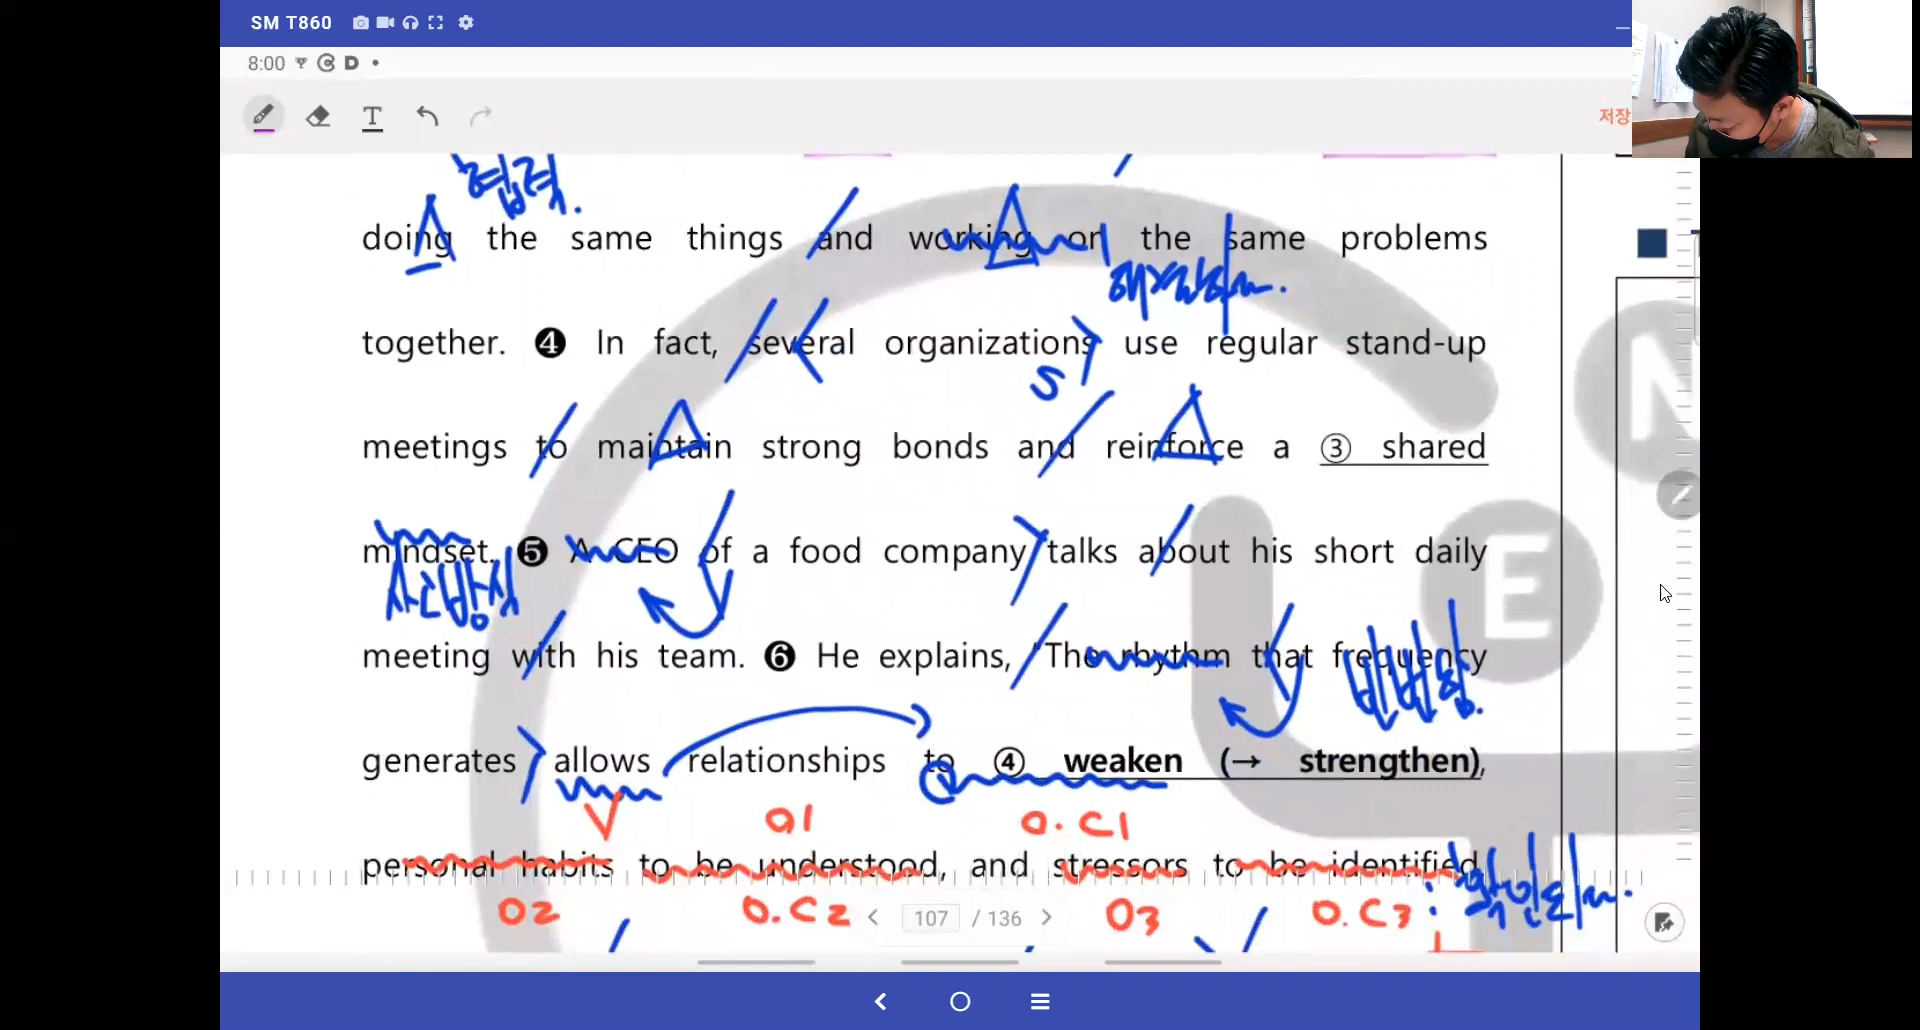 SM T860
8:00
T
저장
협력.
doing the same things and working on the same problems
해결하는.
together. ❹ In fact, several organizations use regular stand-up
S
meetings to maintain strong bonds and reinforce a ③ shared
mindset. ❺ A CEO of a food company talks about his short daily
사고방식
meeting with his team. ❻ He explains, "The rhythm that frequency
빈번함.
generates allows relationships to ④ weaken (→ strengthen),
V O1 O.C1
personal habits to be understood, and stressors to be identified.
O2 O.C2 O3 O.C3 : 확인되는.
107 / 136
E